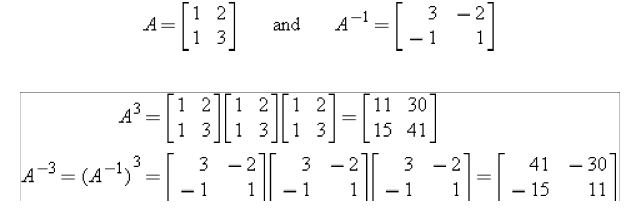 A = [1 2; 1 3] and A⁻¹ = [3 −2; −1 1]
A³ = [1 2; 1 3][1 2; 1 3][1 2; 1 3] = [11 30; 15 41]
A⁻³ = (A⁻¹)³ = [3 −2; −1 1][3 −2; −1 1][3 −2; −1 1] = [41 −30; −15 11]